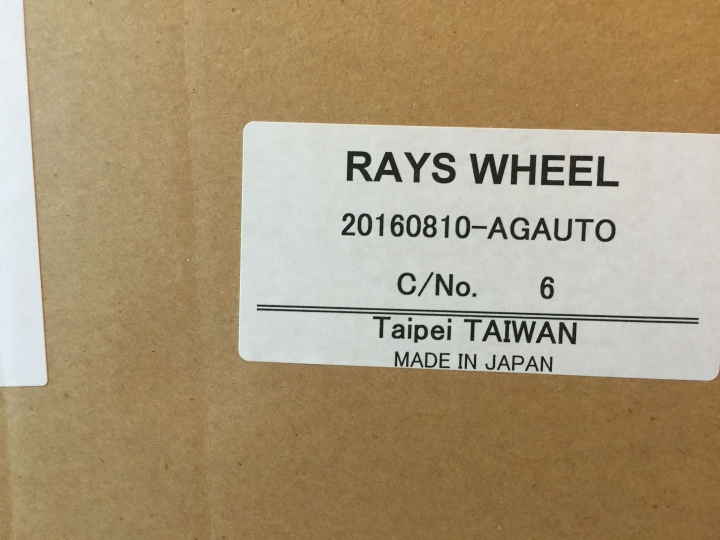 RAYS WHEEL
20160810-AGAUTO
C/No. 6
Taipei TAIWAN
MADE IN JAPAN